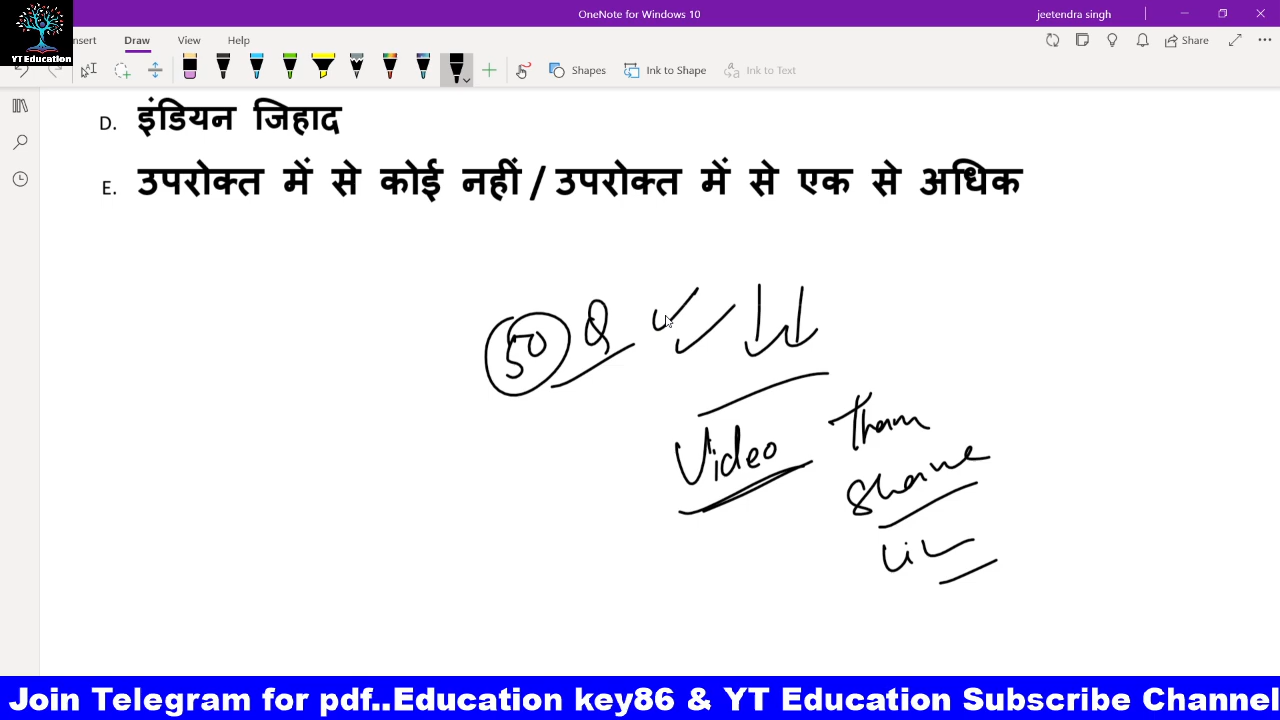 OneNote for Windows 10
jeetendra singh
YT Education
nsert Draw View Help
Shapes
Ink to Shape
Ink to Text
Share
D. इंडियन जिहाद
E. उपरोक्त में से कोई नहीं / उपरोक्त में से एक से अधिक
50 Q
Video
Share
Join Telegram for pdf..Education key86 & YT Education Subscribe Channel